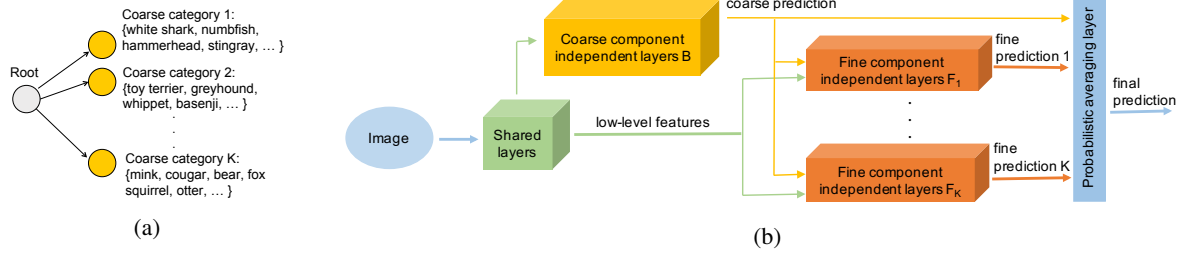 Root
Coarse category 1:
{white shark, numbfish,
hammerhead, stingray, … }
Coarse category 2:
{toy terrier, greyhound,
whippet, basenji, … }
.
.
.
Coarse category K:
{mink, cougar, bear, fox
squirrel, otter, … }
(a)
Image
Shared
layers
low-level features
Coarse component
independent layers B
coarse prediction
Fine component
independent layers F1
fine
prediction 1
.
.
.
Fine component
independent layers FK
fine
prediction K
Probabilistic averaging layer
final
prediction
(b)